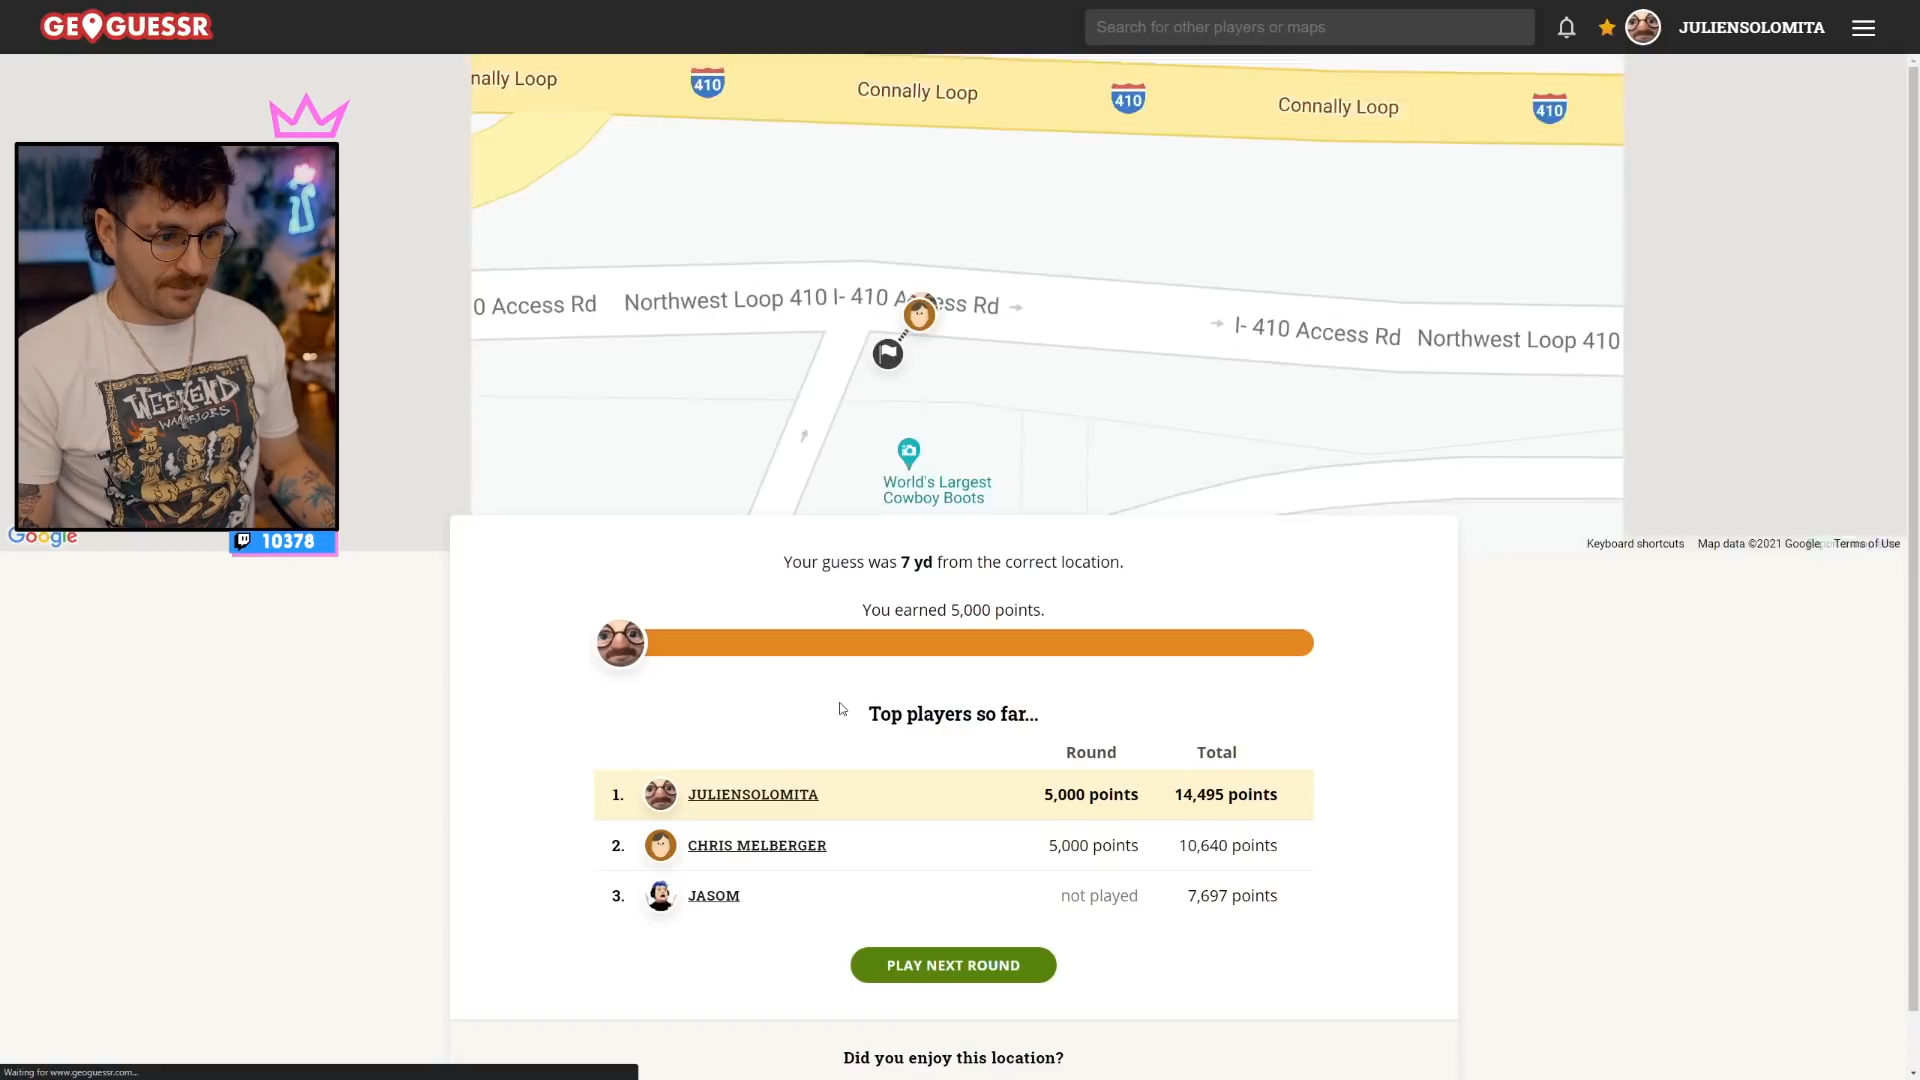 GEOGUESSR
Search for other players or maps
JULIENSOLOMITA
nally Loop
410
Connally Loop
410
Connally Loop
410
0 Access Rd
Northwest Loop 410 I- 410 A
ess Rd
I- 410 Access Rd
Northwest Loop 410
World's Largest
Cowboy Boots
WEEKEND
WARRIORS
Google
10378
Keyboard shortcuts
Map data ©2021 Google
Terms of Use
Your guess was 7 yd from the correct location.
You earned 5,000 points.
Top players so far...
Round Total
1. JULIENSOLOMITA 5,000 points 14,495 points
2. CHRIS MELBERGER 5,000 points 10,640 points
3. JASOM not played 7,697 points
PLAY NEXT ROUND
Did you enjoy this location?
Waiting for www.geoguessr.com...